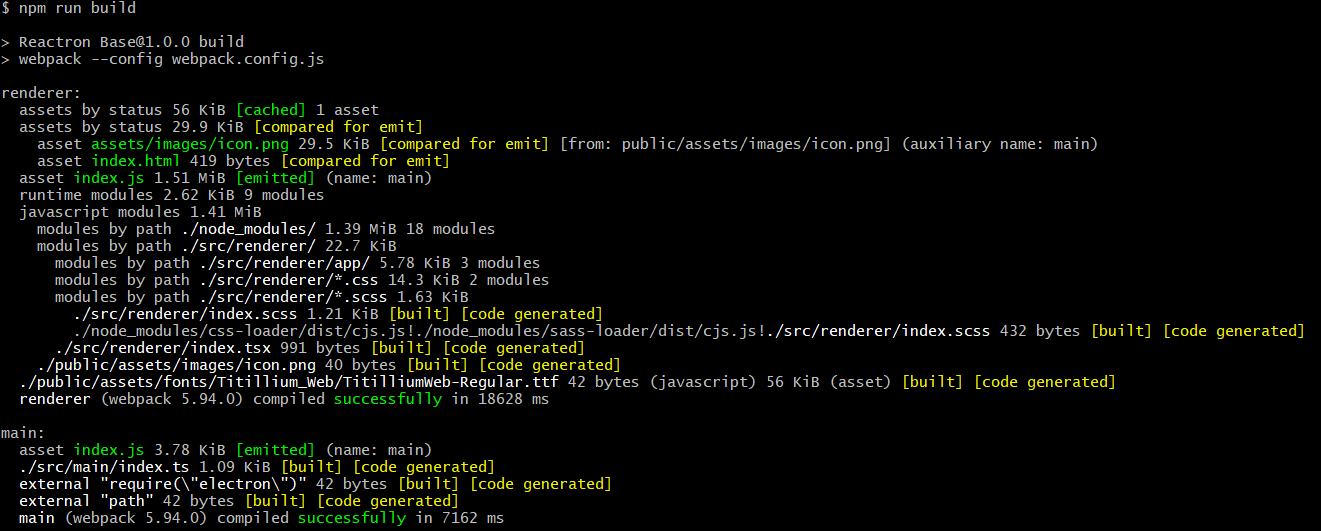 $ npm run build
> Reactron Base@1.0.0 build
> webpack --config webpack.config.js
renderer:
assets by status 56 KiB [cached] 1 asset
assets by status 29.9 KiB [compared for emit]
asset assets/images/icon.png 29.5 KiB [compared for emit] [from: public/assets/images/icon.png] (auxiliary name: main)
asset index.html 419 bytes [compared for emit]
asset index.js 1.51 MiB [emitted] (name: main)
runtime modules 2.62 KiB 9 modules
javascript modules 1.41 MiB
modules by path ./node_modules/ 1.39 MiB 18 modules
modules by path ./src/renderer/ 22.7 KiB
modules by path ./src/renderer/app/ 5.78 KiB 3 modules
modules by path ./src/renderer/*.css 14.3 KiB 2 modules
modules by path ./src/renderer/*.scss 1.63 KiB
./src/renderer/index.scss 1.21 KiB [built] [code generated]
./node_modules/css-loader/dist/cjs.js!./node_modules/sass-loader/dist/cjs.js!./src/renderer/index.scss 432 bytes [built] [code generated]
./src/renderer/index.tsx 991 bytes [built] [code generated]
./public/assets/images/icon.png 40 bytes [built] [code generated]
./public/assets/fonts/Titillium_Web/TitilliumWeb-Regular.ttf 42 bytes (javascript) 56 KiB (asset) [built] [code generated]
renderer (webpack 5.94.0) compiled successfully in 18628 ms
main:
asset index.js 3.78 KiB [emitted] (name: main)
./src/main/index.ts 1.09 KiB [built] [code generated]
external "require(\"electron\")" 42 bytes [built] [code generated]
external "path" 42 bytes [built] [code generated]
main (webpack 5.94.0) compiled successfully in 7162 ms